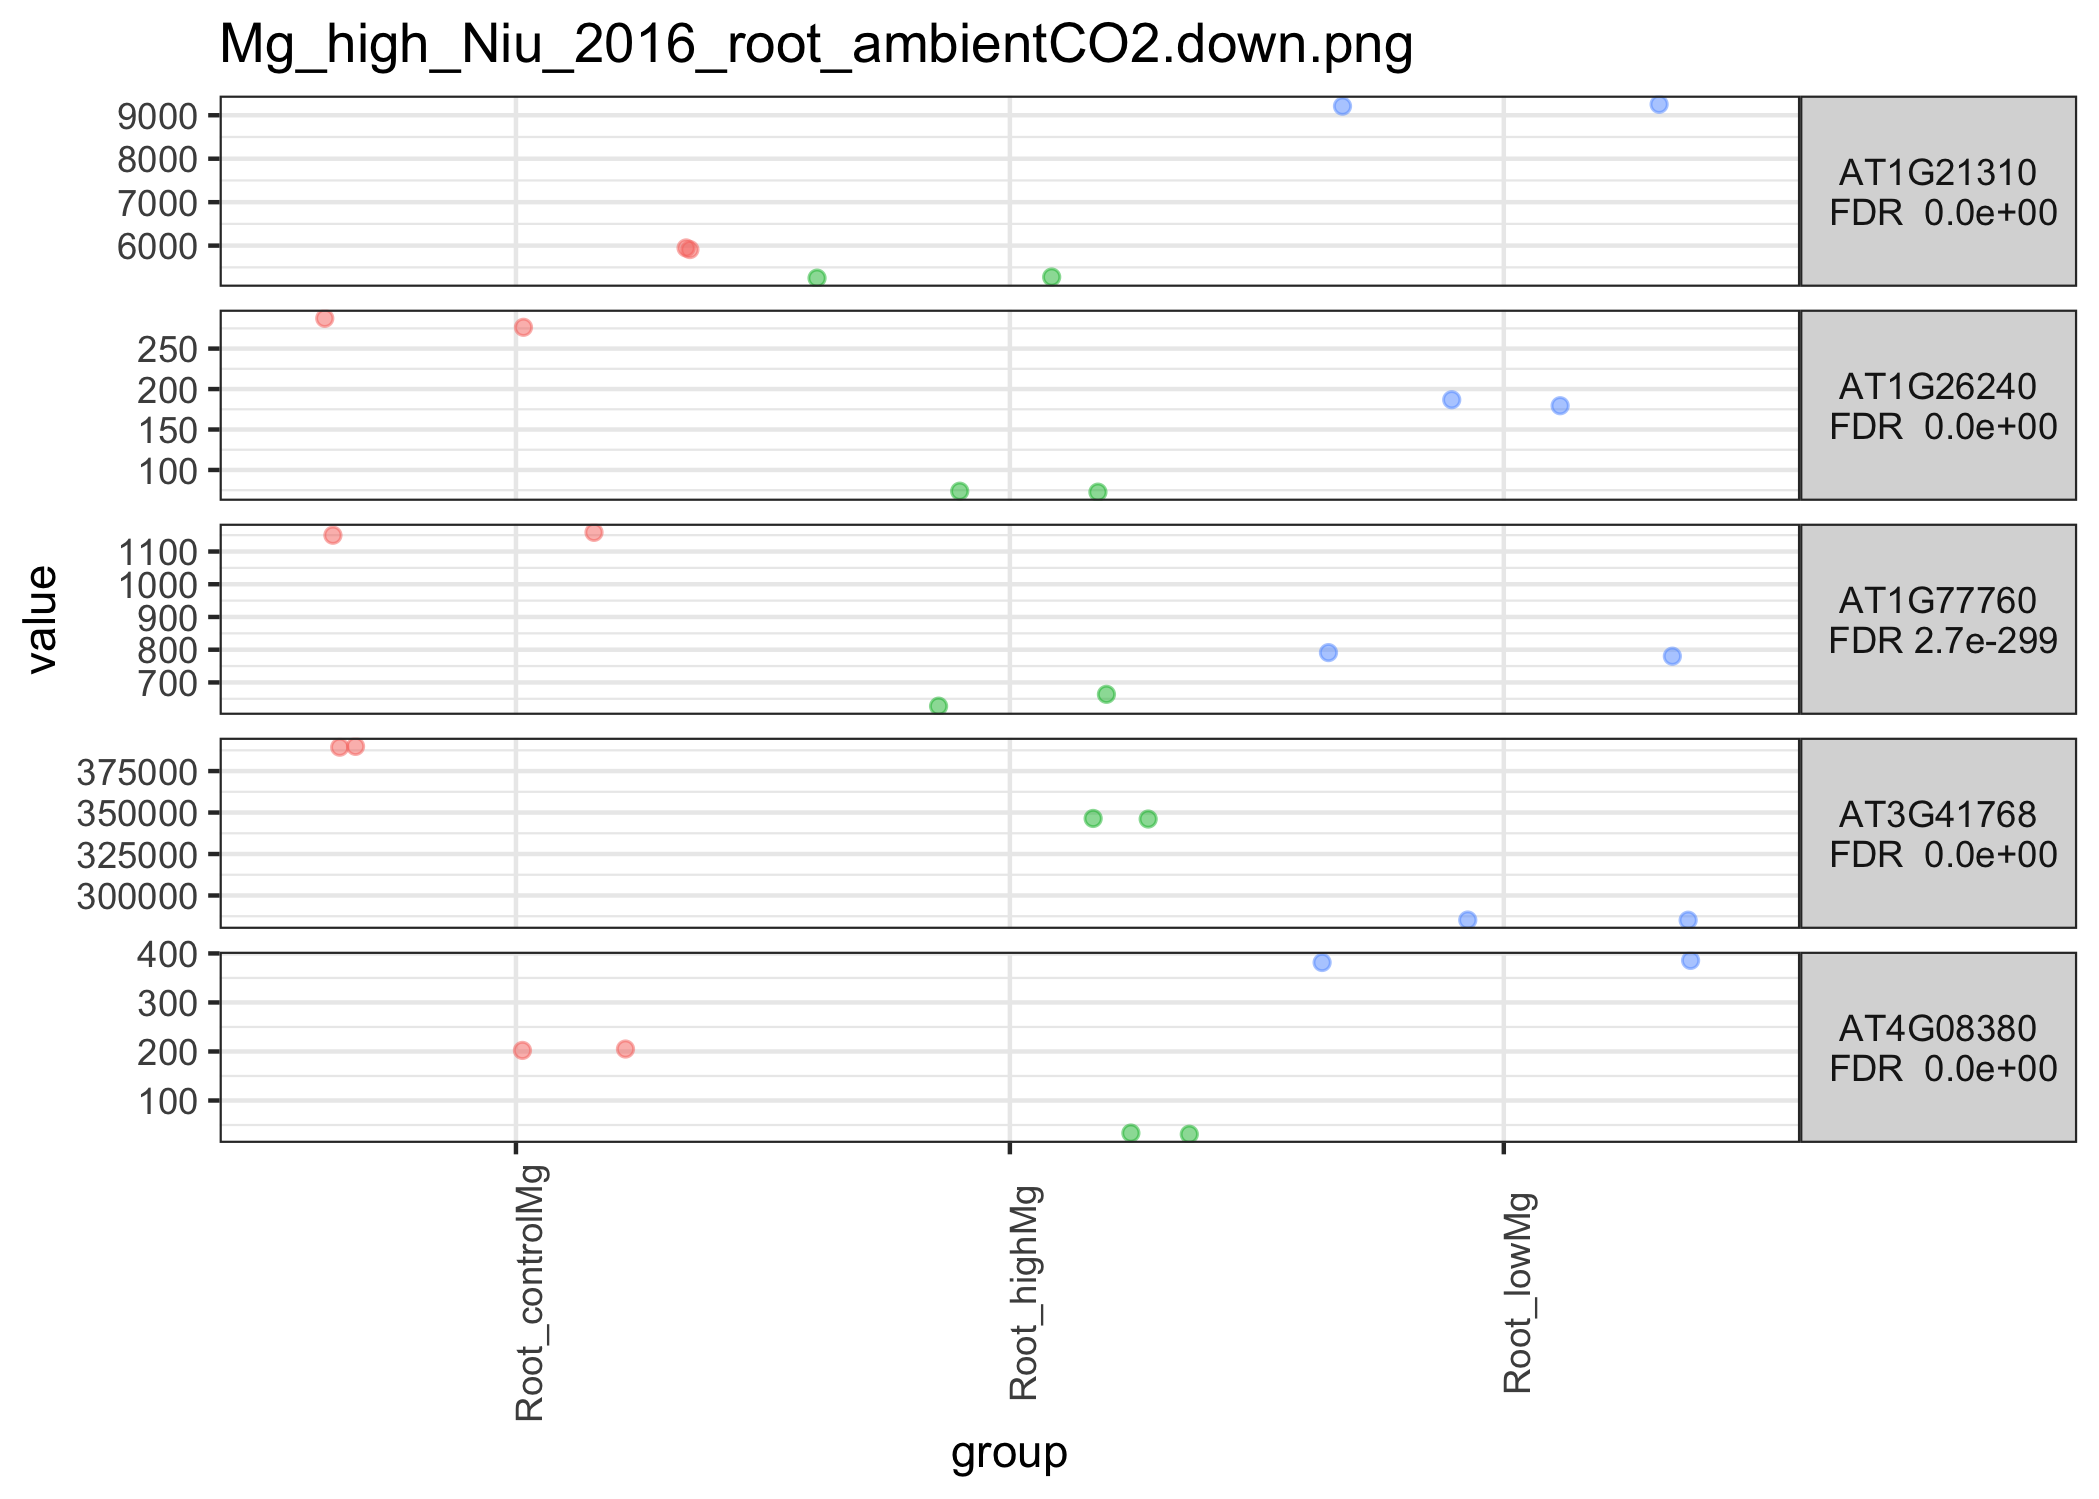 Mg_high_Niu_2016_root_ambientCO2.down.png
9000
8000
7000
6000
AT1G21310
FDR  0.0e+00
250
200
150
100
AT1G26240
FDR  0.0e+00
1100
1000
900
800
700
AT1G77760
FDR 2.7e-299
375000
350000
325000
300000
AT3G41768
FDR  0.0e+00
400
300
200
100
AT4G08380
FDR  0.0e+00
value
Root_controlMg
Root_highMg
Root_lowMg
group